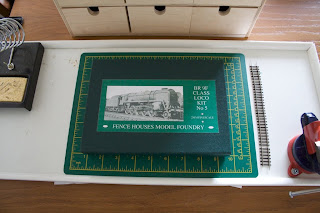 BR 9F
CLASS
LOCO
KIT
No 5
FENCE HOUSES MODEL FOUNDRY